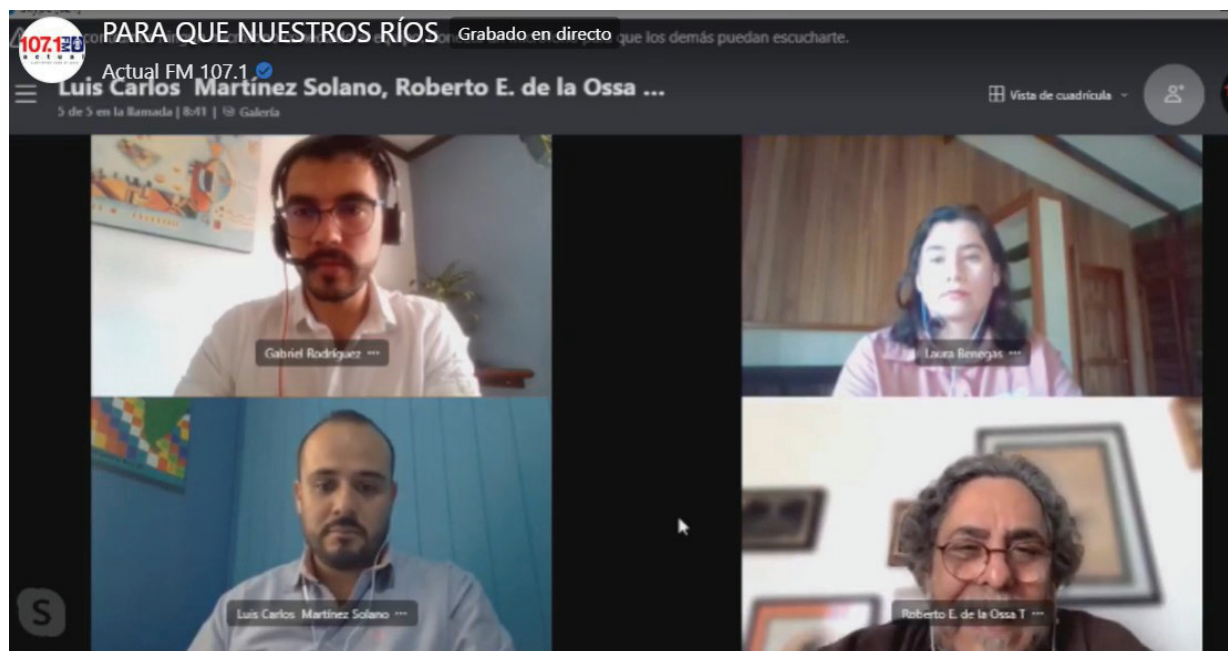 107.1 FM
actual
PARA QUE NUESTROS RÍOS
Grabado en directo
que los demás puedan escucharte.
Actual FM 107.1
Luis Carlos Martínez Solano, Roberto E. de la Ossa ...
5 de 5 en la llamada | 8:41 | Galería
Vista de cuadrícula
Gabriel Rodríguez ···
Laura Benegas ···
Luis Carlos Martínez Solano ···
Roberto E. de la Ossa T ···
S